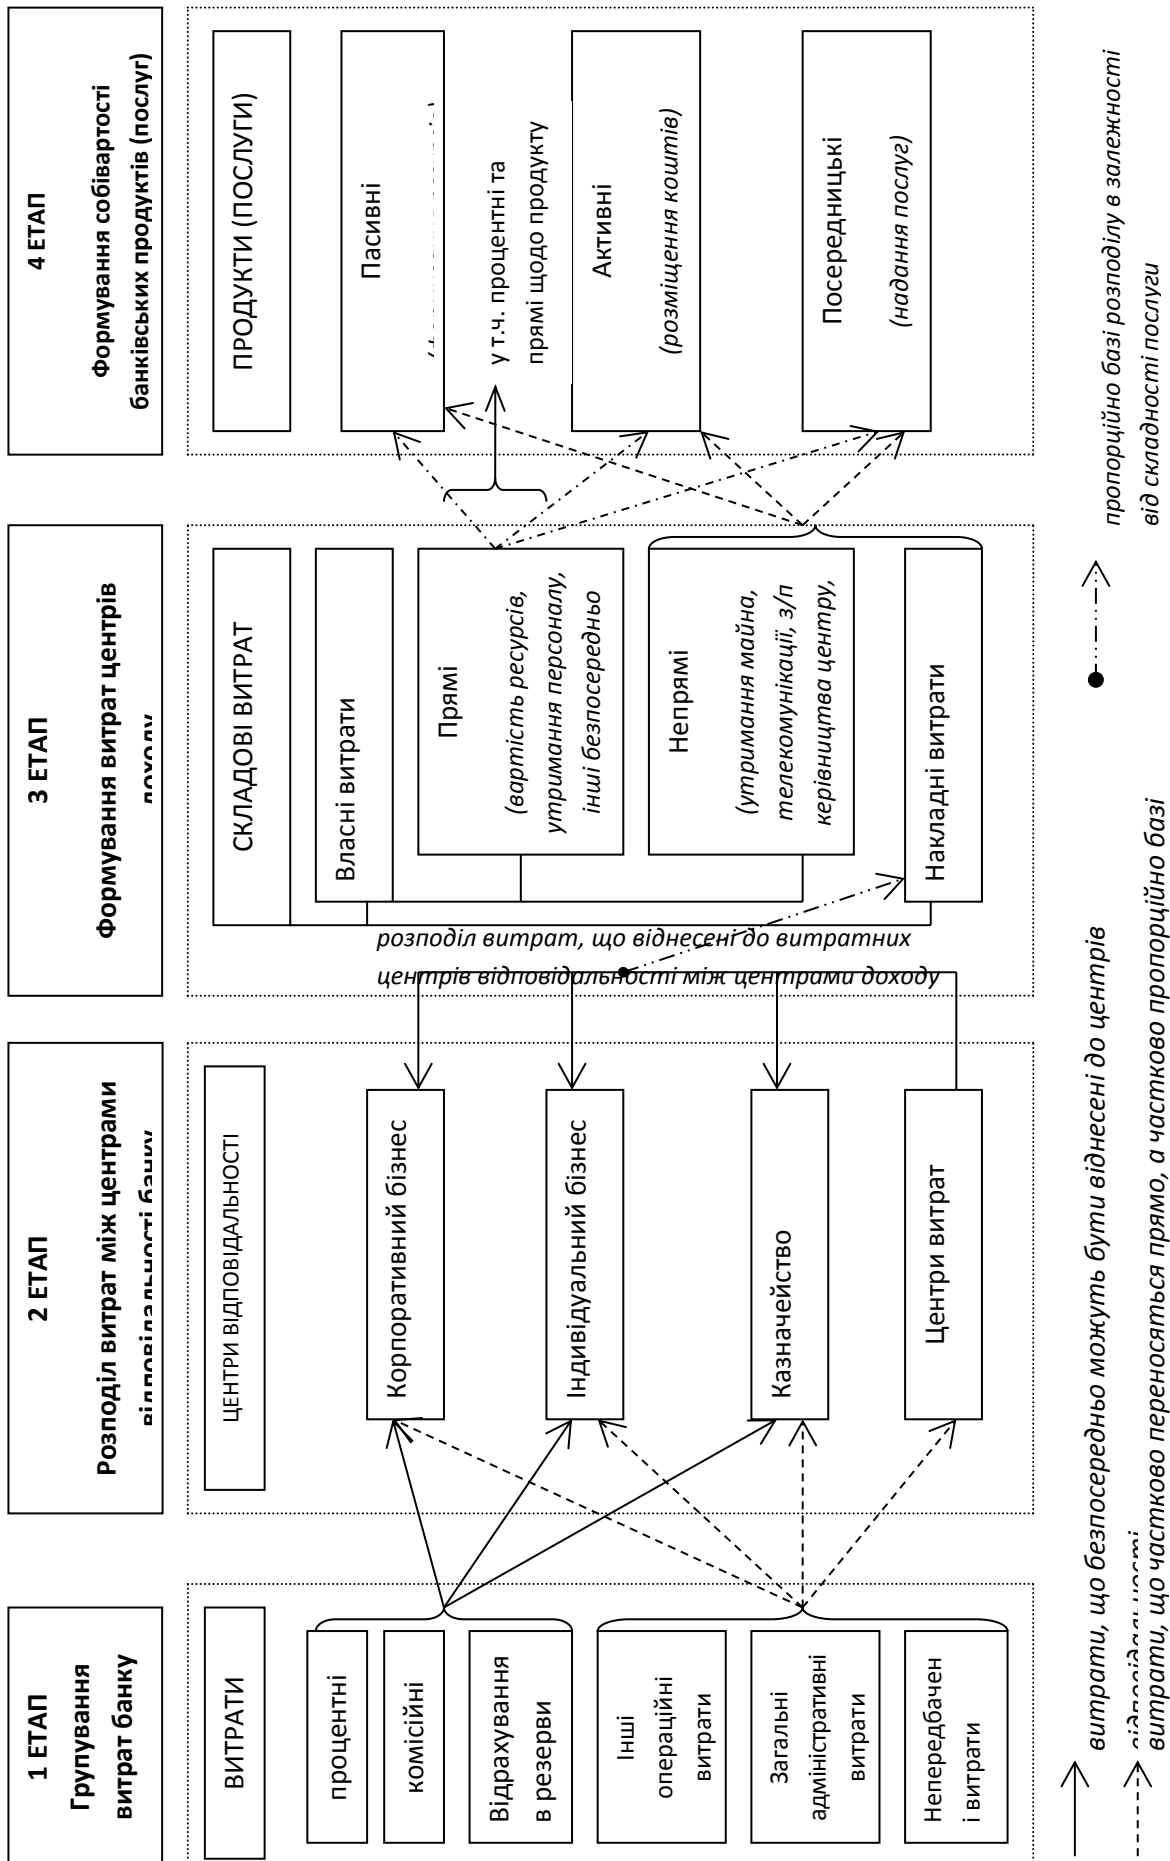 1 ЕТАП
Групування
витрат банку
2 ЕТАП
Розподіл витрат між центрами
відповідальності банку
3 ЕТАП
Формування витрат центрів
доходу
4 ЕТАП
Формування собівартості
банківських продуктів (послуг)
ВИТРАТИ
процентні
комісійні
Відрахування
в резерви
Інші
операційні
витрати
Загальні
адміністративні
витрати
Непередбачен
і витрати
ЦЕНТРИ ВІДПОВІДАЛЬНОСТІ
Корпоративний бізнес
Індивідуальний бізнес
Казначейство
Центри витрат
СКЛАДОВІ ВИТРАТ
Власні витрати
Прямі
(вартість ресурсів,
утримання персоналу,
інші безпосередньо
Непрямі
(утримання майна,
телекомунікації, з/п
керівництва центру,
Накладні витрати
розподіл витрат, що віднесені до витратних
центрів відповідальності між центрами доходу
ПРОДУКТИ (ПОСЛУГИ)
Пасивні
у т.ч. процентні та
прямі щодо продукту
Активні
(розміщення коштів)
Посередницькі
(надання послуг)
витрати, що безпосередньо можуть бути віднесені до центрів
відповідальності
витрати, що частково переносяться прямо, а частково пропорційно базі
пропорційно базі розподілу в залежності
від складності послуги